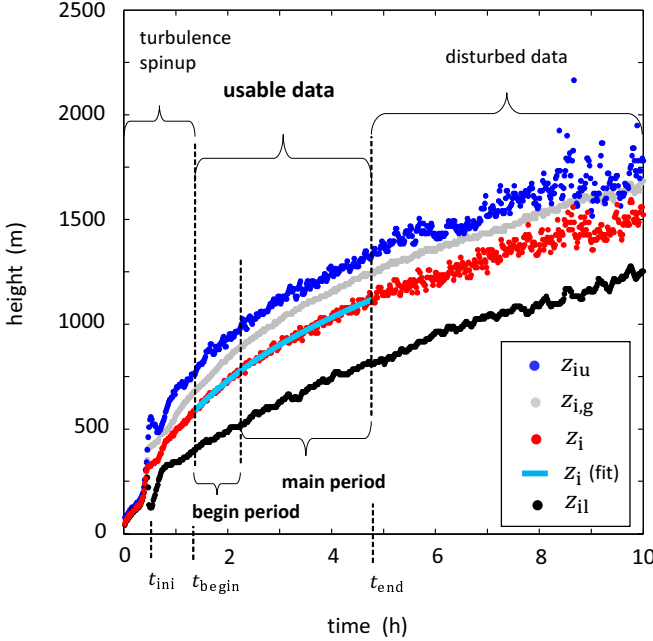 2500
2000
1500
1000
500
0
height (m)
turbulence
spinup
usable data
disturbed data
begin period
main period
z_iu
z_i,g
z_i
z_i (fit)
z_il
0 2 4 6 8 10
t_ini t_begin t_end
time (h)